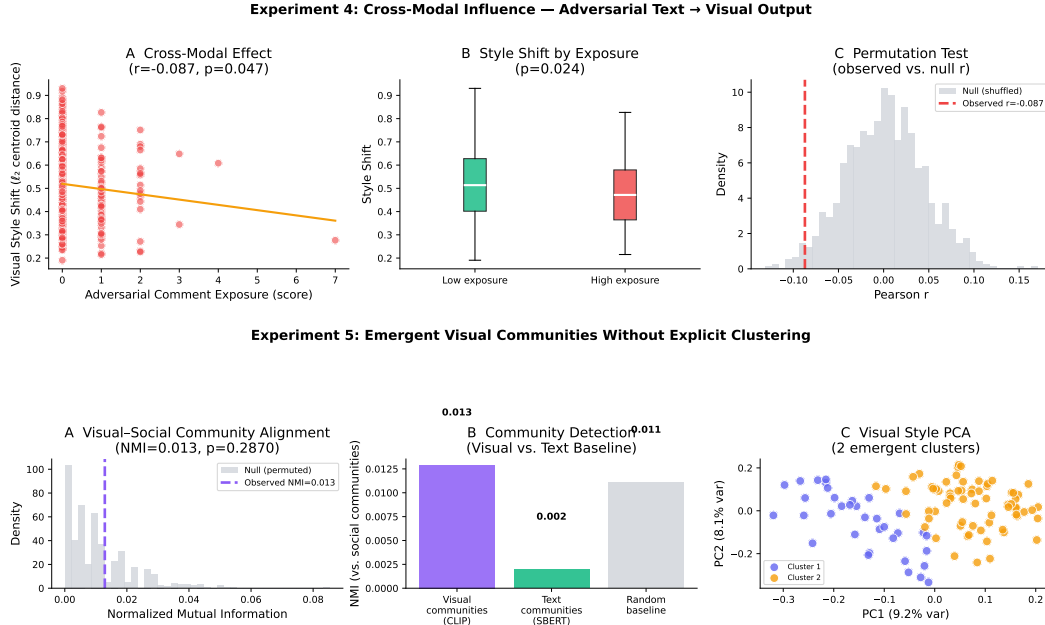 Experiment 4: Cross-Modal Influence — Adversarial Text → Visual Output
A  Cross-Modal Effect
(r=-0.087, p=0.047)
Visual Style Shift (ℓ₂ centroid distance)
0.9
0.8
0.7
0.6
0.5
0.4
0.3
0.2
0 1 2 3 4 5 6 7
Adversarial Comment Exposure (score)
B  Style Shift by Exposure
(p=0.024)
Style Shift
0.9
0.8
0.7
0.6
0.5
0.4
0.3
0.2
Low exposure High exposure
C  Permutation Test
(observed vs. null r)
Null (shuffled)
Observed r=-0.087
Density
10
8
6
4
2
0
−0.10 −0.05 0.00 0.05 0.10 0.15
Pearson r
Experiment 5: Emergent Visual Communities Without Explicit Clustering
A  Visual–Social Community Alignment
(NMI=0.013, p=0.2870)
Null (permuted)
Observed NMI=0.013
Density
100
80
60
40
20
0
0.00 0.02 0.04 0.06 0.08
Normalized Mutual Information
0.013
0.011
B  Community Detection
(Visual vs. Text Baseline)
NMI (vs. social communities)
0.0125
0.0100
0.0075
0.0050
0.0025
0.0000
0.002
Visual
communities
(CLIP)
Text
communities
(SBERT)
Random
baseline
C  Visual Style PCA
(2 emergent clusters)
PC2 (8.1% var)
0.2
0.0
−0.2
Cluster 1
Cluster 2
−0.3 −0.2 −0.1 0.0 0.1 0.2
PC1 (9.2% var)